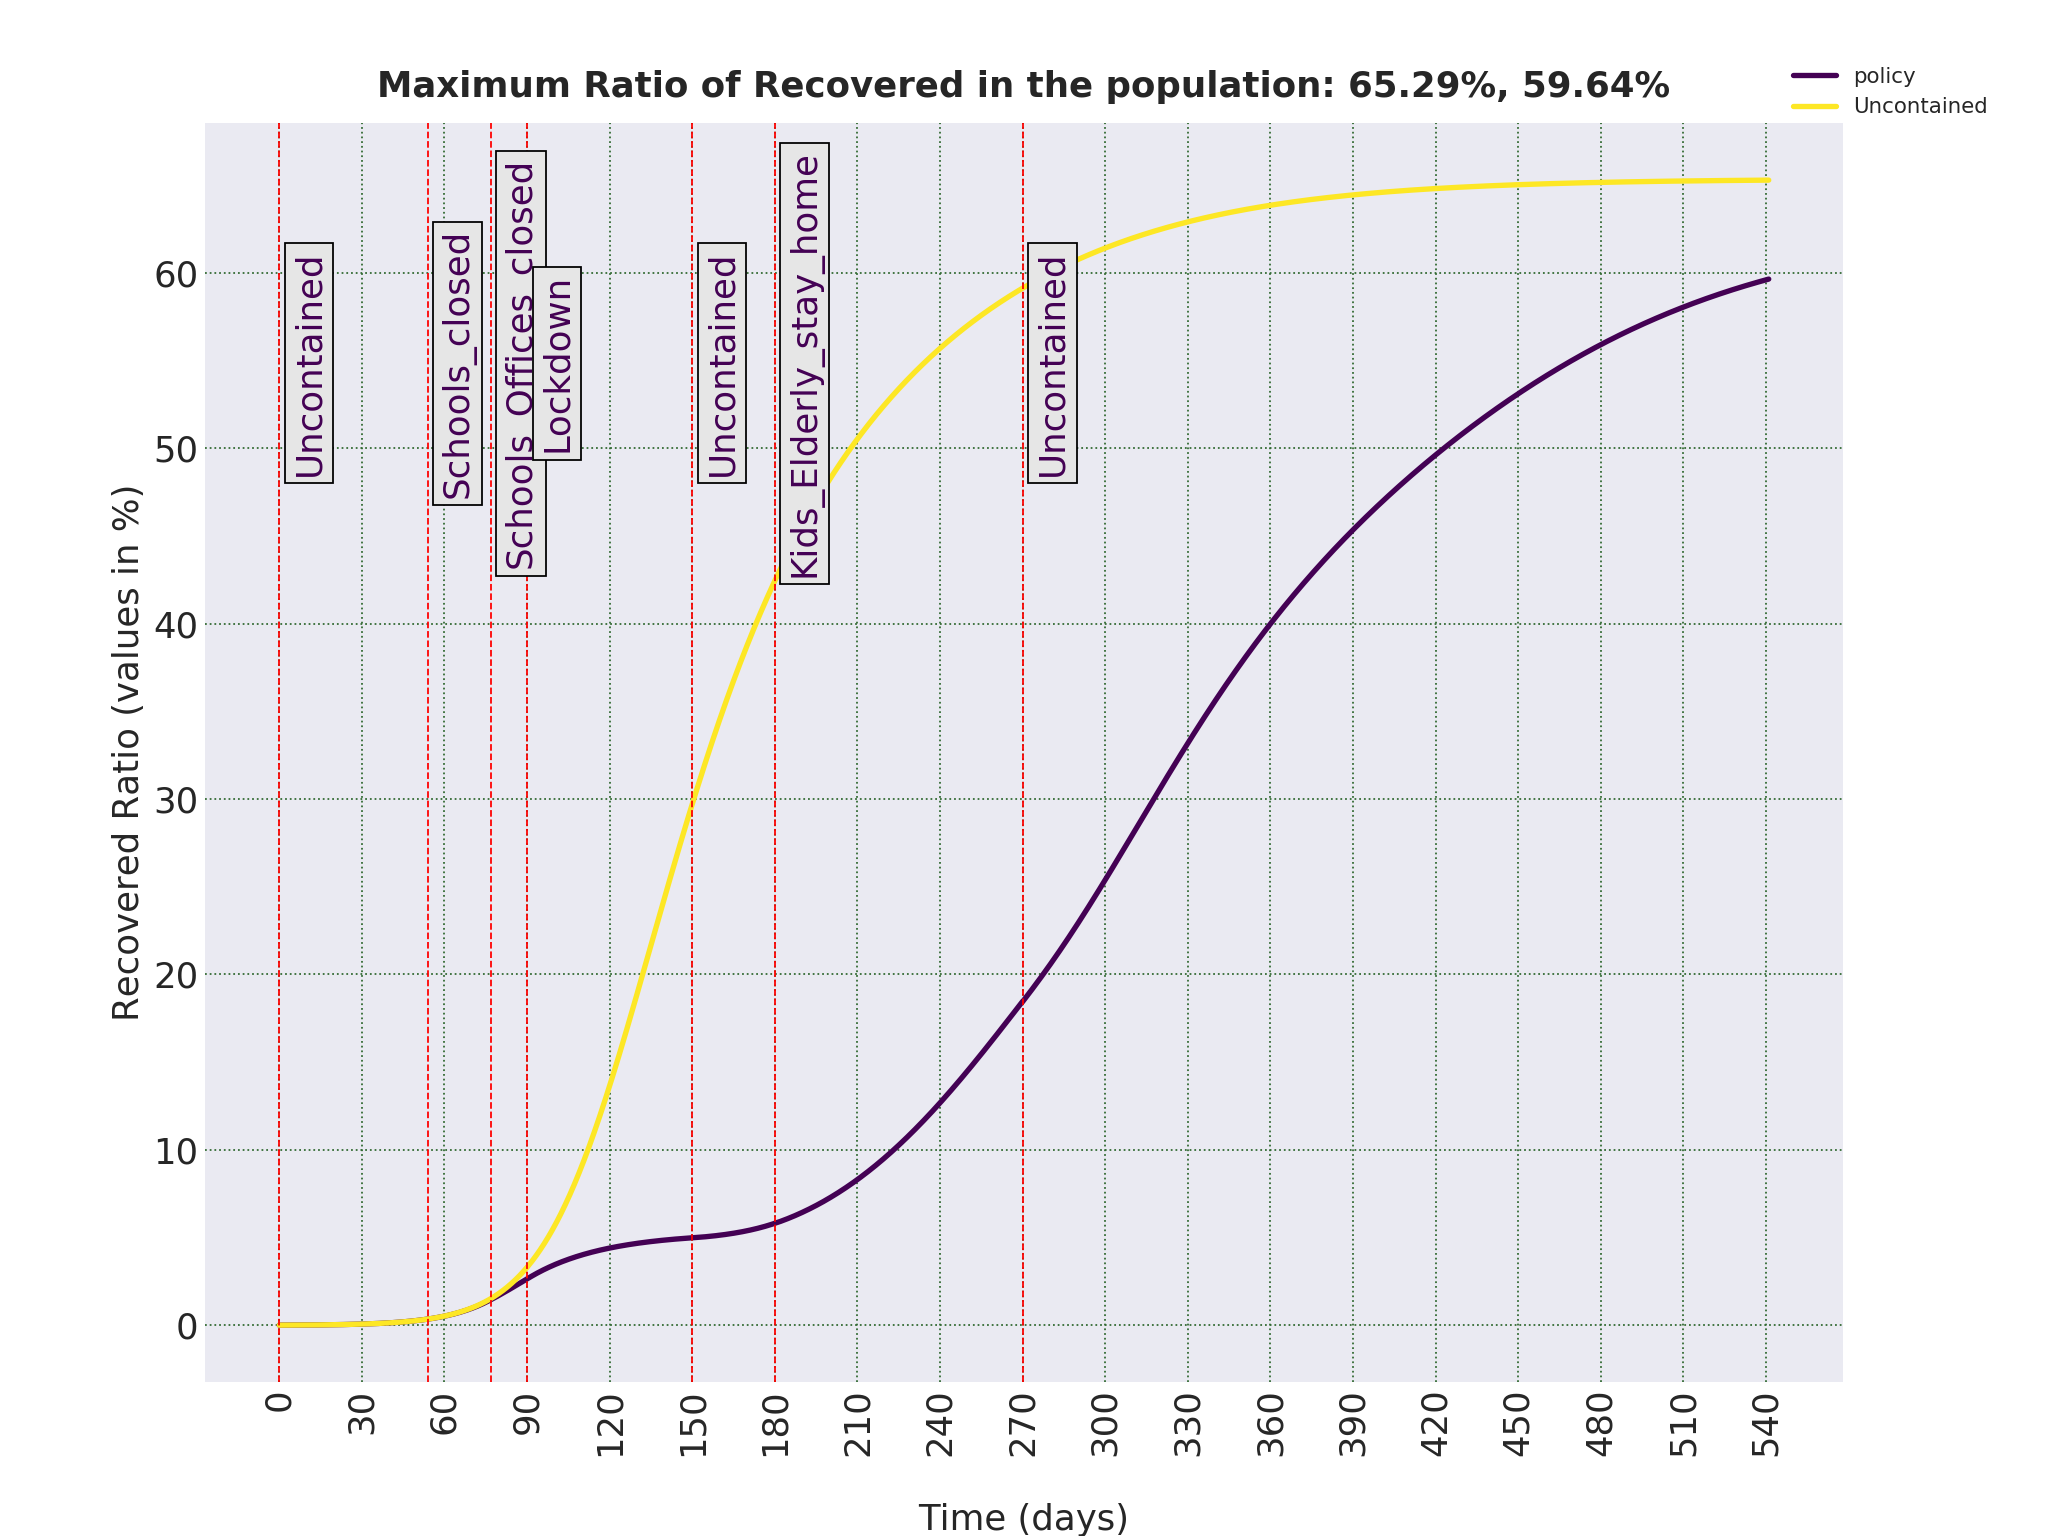 Maximum Ratio of Recovered in the population: 65.29%, 59.64%
policy
Uncontained
Uncontained
Schools_closed
Schools_Offices_closed
Lockdown
Uncontained
Kids_Elderly_stay_home
Uncontained
Recovered Ratio (values in %)
60
50
40
30
20
10
0
0
30
60
90
120
150
180
210
240
270
300
330
360
390
420
450
480
510
540
Time (days)